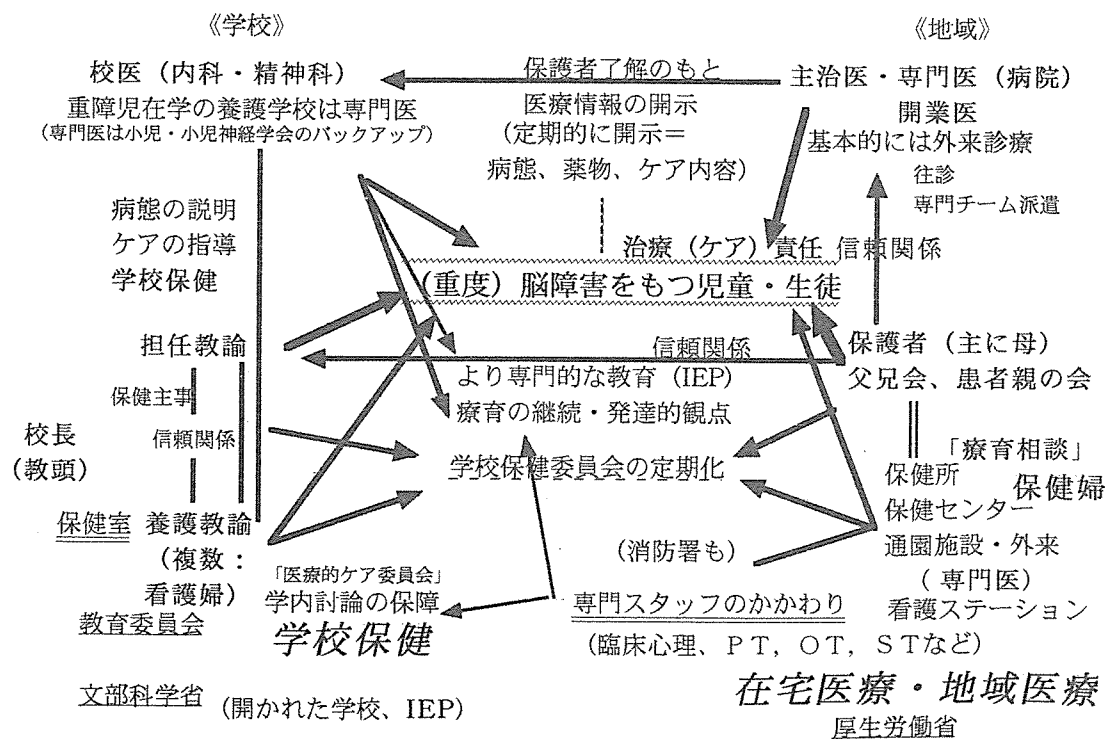 《学校》
《地域》
校医（内科・精神科）
重障児在学の養護学校は専門医
（専門医は小児・小児神経学会のバックアップ）
保護者了解のもと
医療情報の開示
（定期的に開示＝
病態、薬物、ケア内容）
主治医・専門医（病院）
開業医
基本的には外来診療
往診
専門チーム派遣
病態の説明
ケアの指導
学校保健
治療（ケア）責任 信頼関係
（重度）脳障害をもつ児童・生徒
担任教諭
保健主事
信頼関係
校長
（教頭）
信頼関係
より専門的な教育（IEP）
療育の継続・発達的観点
学校保健委員会の定期化
保護者（主に母）
父兄会、患者親の会
「療育相談」
保健所
保健婦
保健センター
通園施設・外来
（専門医）
看護ステーション
保健室 養護教諭
（複数：
看護婦）
教育委員会
「医療的ケア委員会」
学内討論の保障
学校保健
（消防署も）
専門スタッフのかかわり
（臨床心理、ＰＴ，ＯＴ，ＳＴなど）
文部科学省 （開かれた学校、IEP）
在宅医療・地域医療
厚生労働省